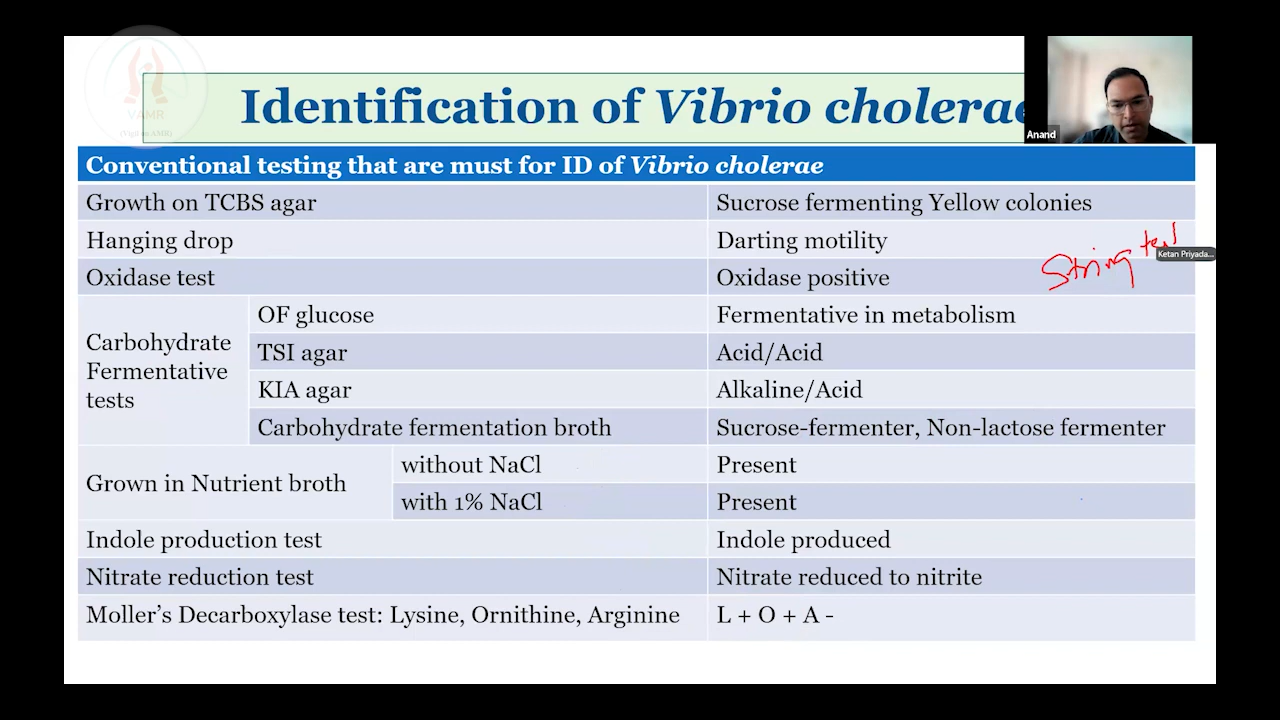 VAMR
(Vigil on AMR)
Identification of Vibrio cholerae
Anand
Conventional testing that are must for ID of Vibrio cholerae
Growth on TCBS agar Sucrose fermenting Yellow colonies
Hanging drop Darting motility
String test
Ketan Priyada...
Oxidase test Oxidase positive
Carbohydrate Fermentative tests
OF glucose Fermentative in metabolism
TSI agar Acid/Acid
KIA agar Alkaline/Acid
Carbohydrate fermentation broth Sucrose-fermenter, Non-lactose fermenter
Grown in Nutrient broth
without NaCl Present
with 1% NaCl Present
Indole production test Indole produced
Nitrate reduction test Nitrate reduced to nitrite
Moller’s Decarboxylase test: Lysine, Ornithine, Arginine L + O + A -